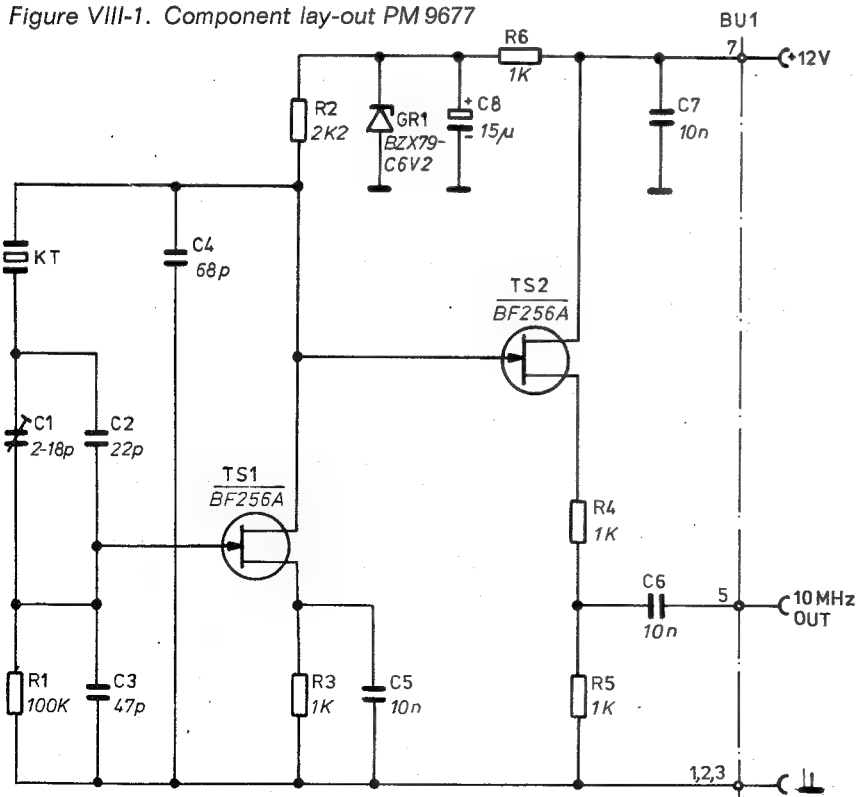 Figure VIII-1. Component lay-out PM 9677
BU1
R6
1K
7
+12V
R2
2K2
GR1
BZX79-
C6V2
+
C8
15µ
-
C7
10n
KT
C4
68p
TS2
BF256A
C1
2-18p
C2
22p
TS1
BF256A
R4
1K
C6
10n
5
10MHz
OUT
R1
100K
C3
47p
R3
1K
C5
10n
R5
1K
1,2,3